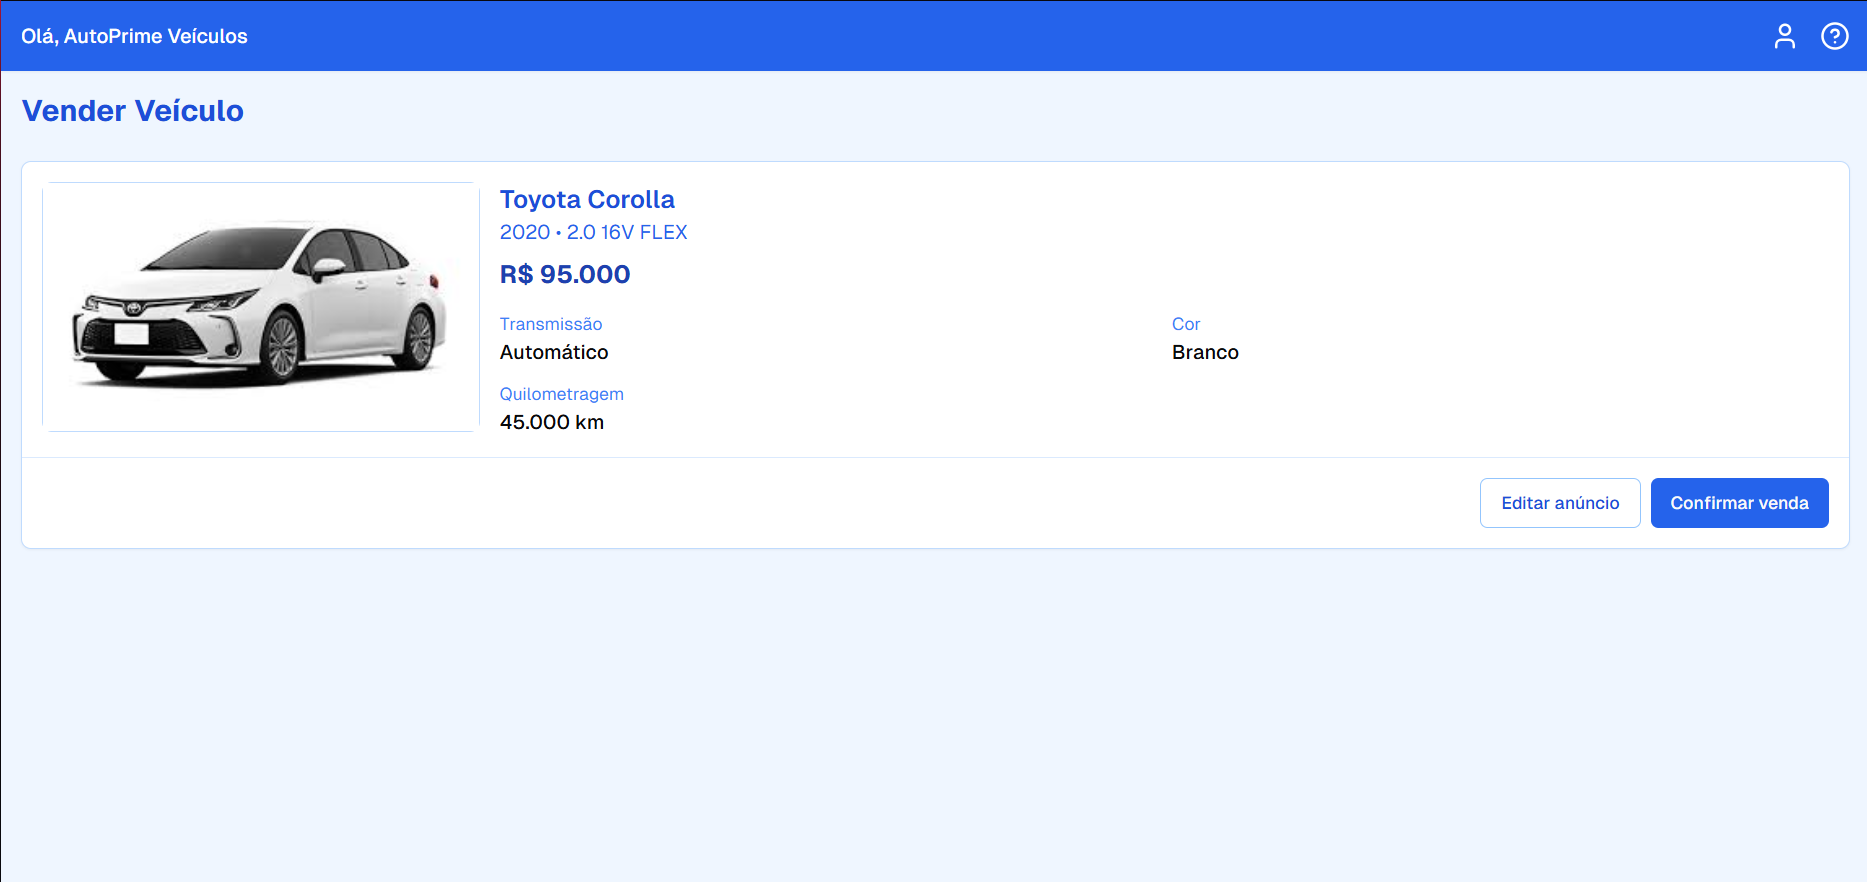 Olá, AutoPrime Veículos
Vender Veículo
Toyota Corolla
2020 • 2.0 16V FLEX
R$ 95.000
Transmissão
Automático
Cor
Branco
Quilometragem
45.000 km
Editar anúncio
Confirmar venda